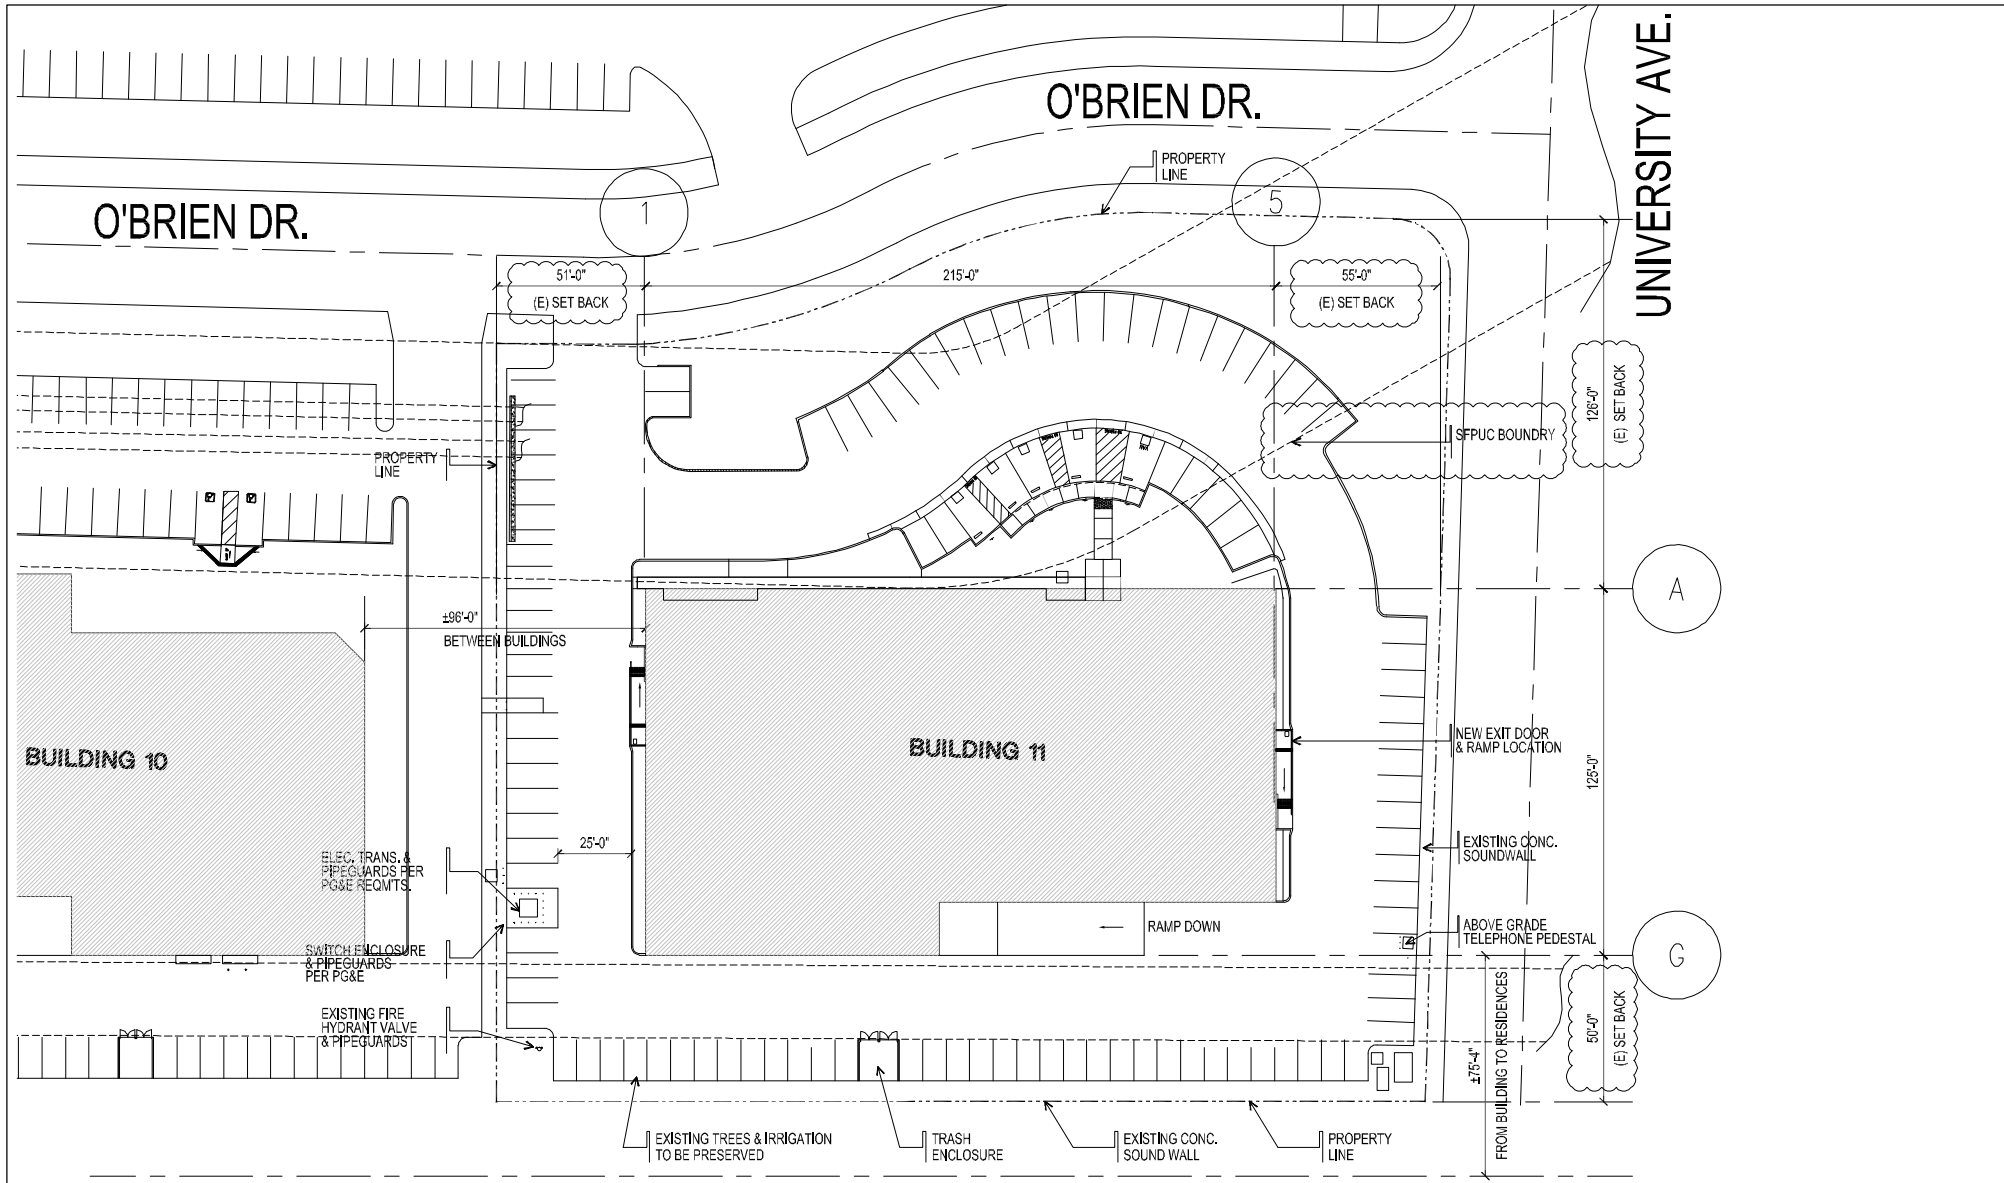 UNIVERSITY AVE.
O'BRIEN DR.
PROPERTY
LINE
1
5
O'BRIEN DR.
51'-0"
(E) SET BACK
215'-0"
55'-0"
(E) SET BACK
126'-0"
(E) SET BACK
SFPUC BOUNDRY
PROPERTY
LINE
A
±96'-0"
BETWEEN BUILDINGS
BUILDING 10
BUILDING 11
NEW EXIT DOOR
& RAMP LOCATION
125'-0"
25'-0"
EXISTING CONC.
SOUNDWALL
ELEC. TRANS. &
PIPEGUARDS PER
PG&E REQM'TS.
RAMP DOWN
ABOVE GRADE
TELEPHONE PEDESTAL
SWITCH ENCLOSURE
& PIPEGUARDS
PER PG&E
G
50'-0"
(E) SET BACK
EXISTING FIRE
HYDRANT VALVE
& PIPEGUARDS
±75'-4"
FROM BUILDING TO RESIDENCES
EXISTING TREES & IRRIGATION
TO BE PRESERVED
TRASH
ENCLOSURE
EXISTING CONC.
SOUND WALL
PROPERTY
LINE